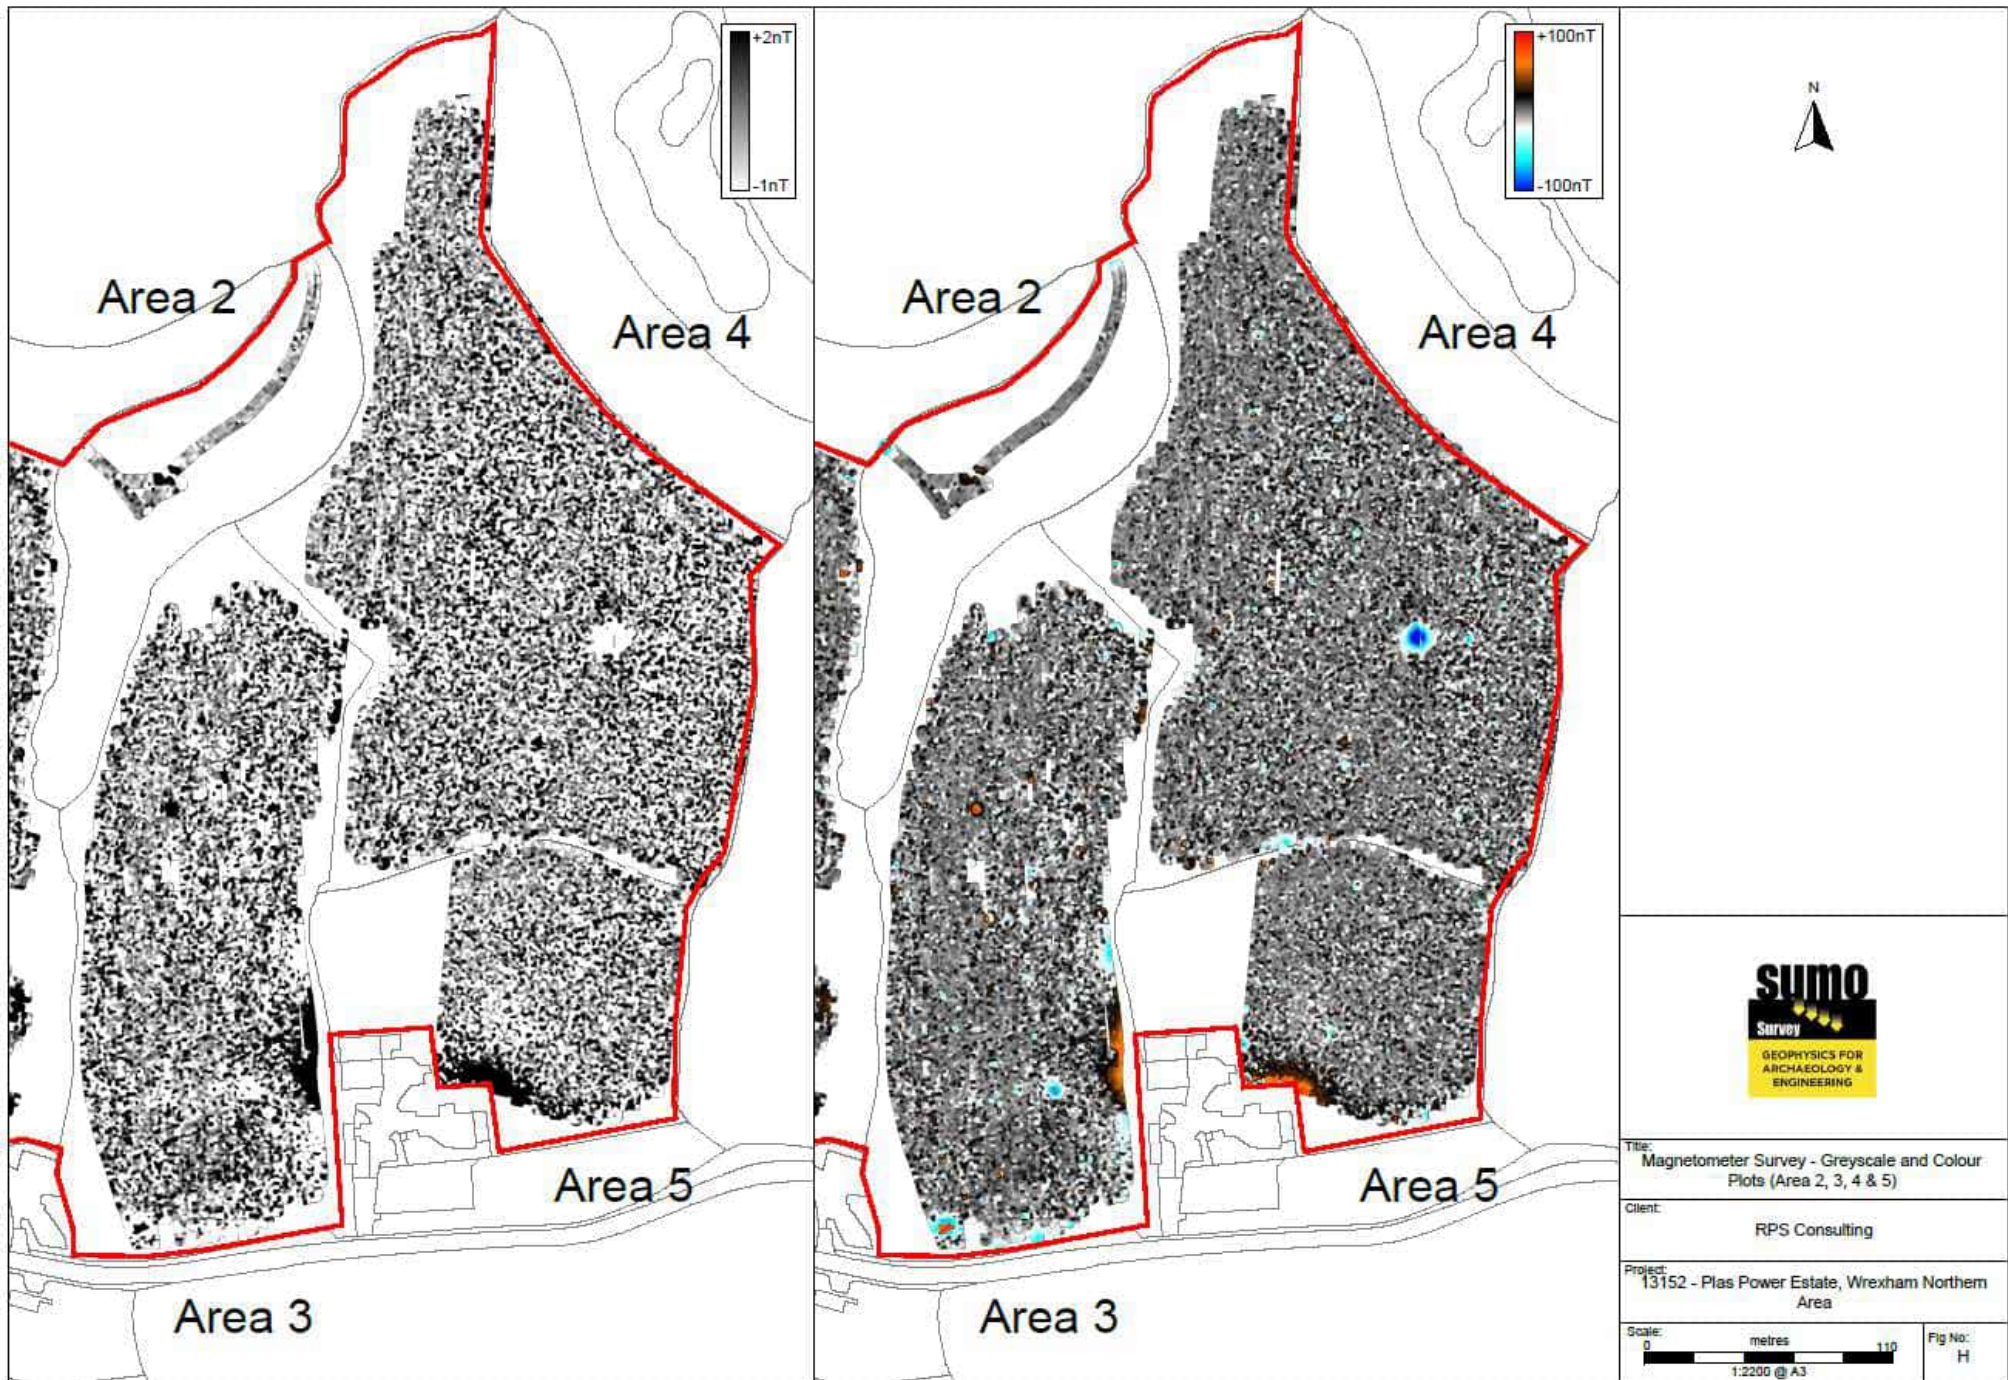 +2nT
-1nT
Area 2
Area 4
Area 5
Area 3
+100nT
-100nT
Area 2
Area 4
Area 5
Area 3
N
sumo
Survey
GEOPHYSICS FOR
ARCHAEOLOGY &
ENGINEERING
Title:
Magnetometer Survey - Greyscale and Colour
Plots (Area 2, 3, 4 & 5)
Client:
RPS Consulting
Project:
13152 - Plas Power Estate, Wrexham Northern
Area
Scale:
0 metres 110
1:2200 @ A3
Fig No:
H